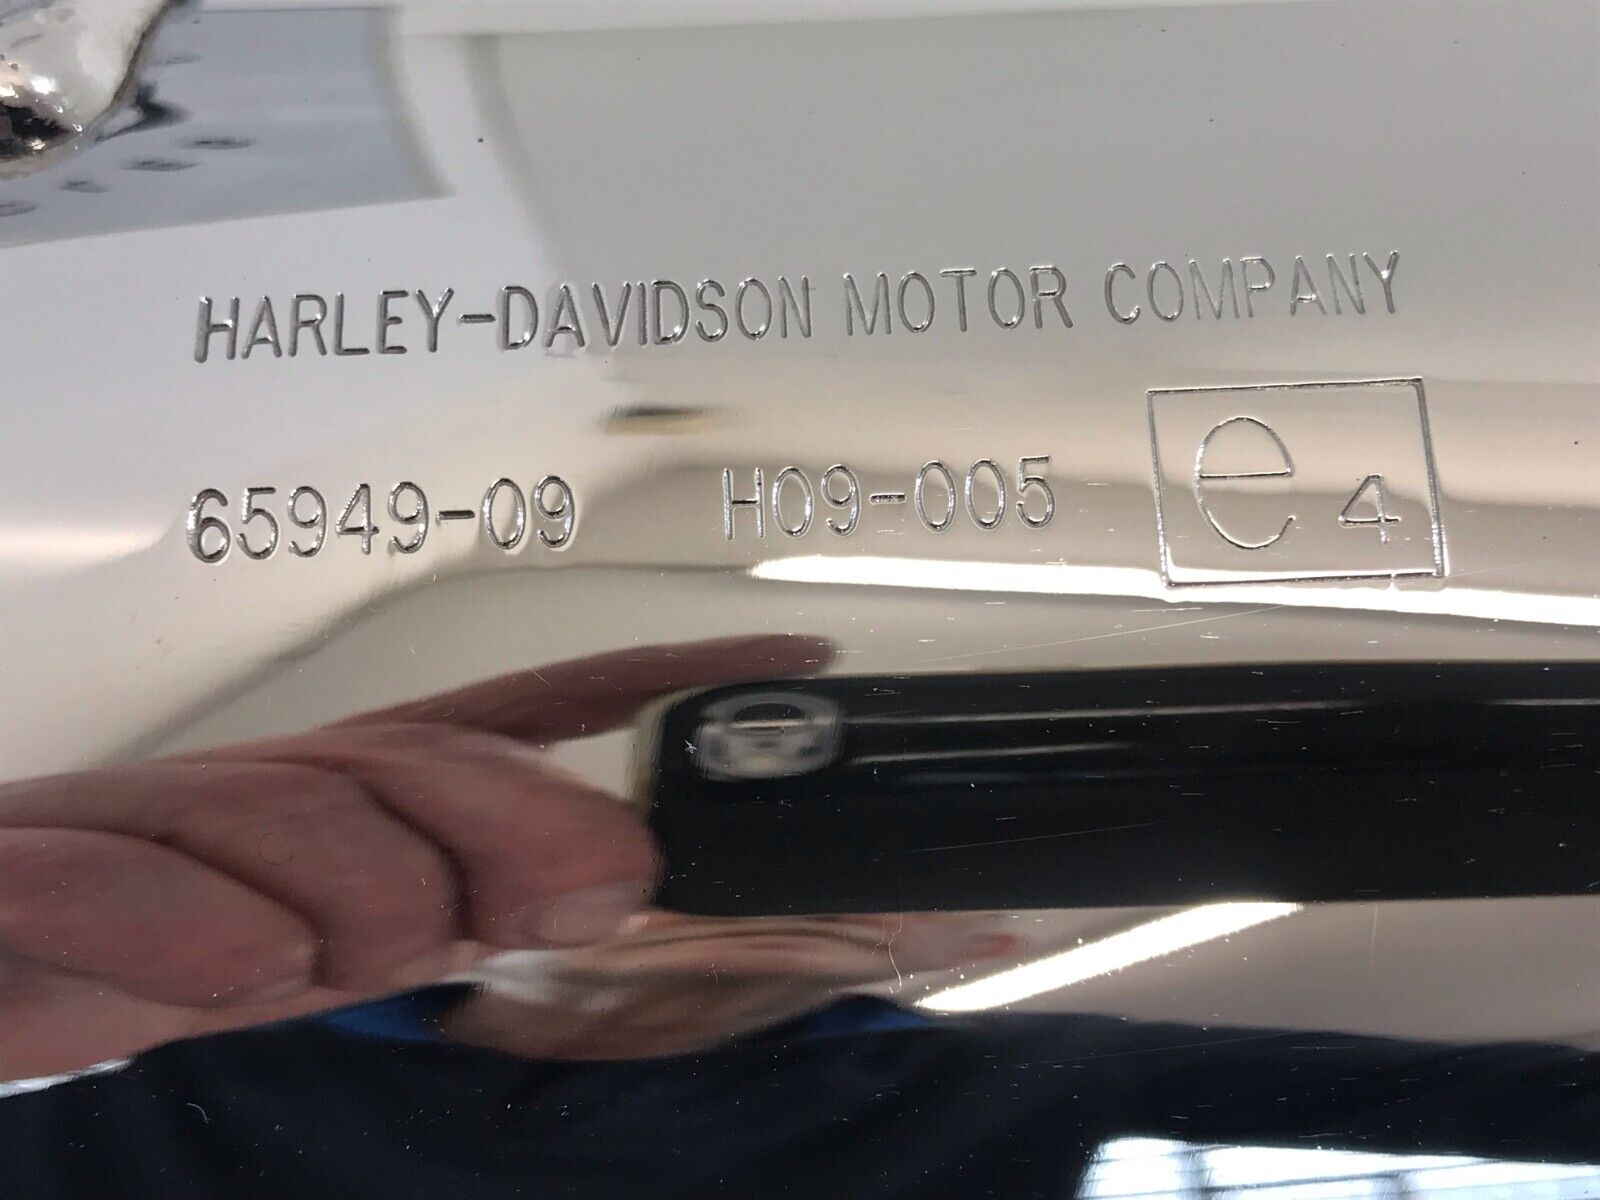 HARLEY-DAVIDSON MOTOR COMPANY
65949-09 H09-005 e4